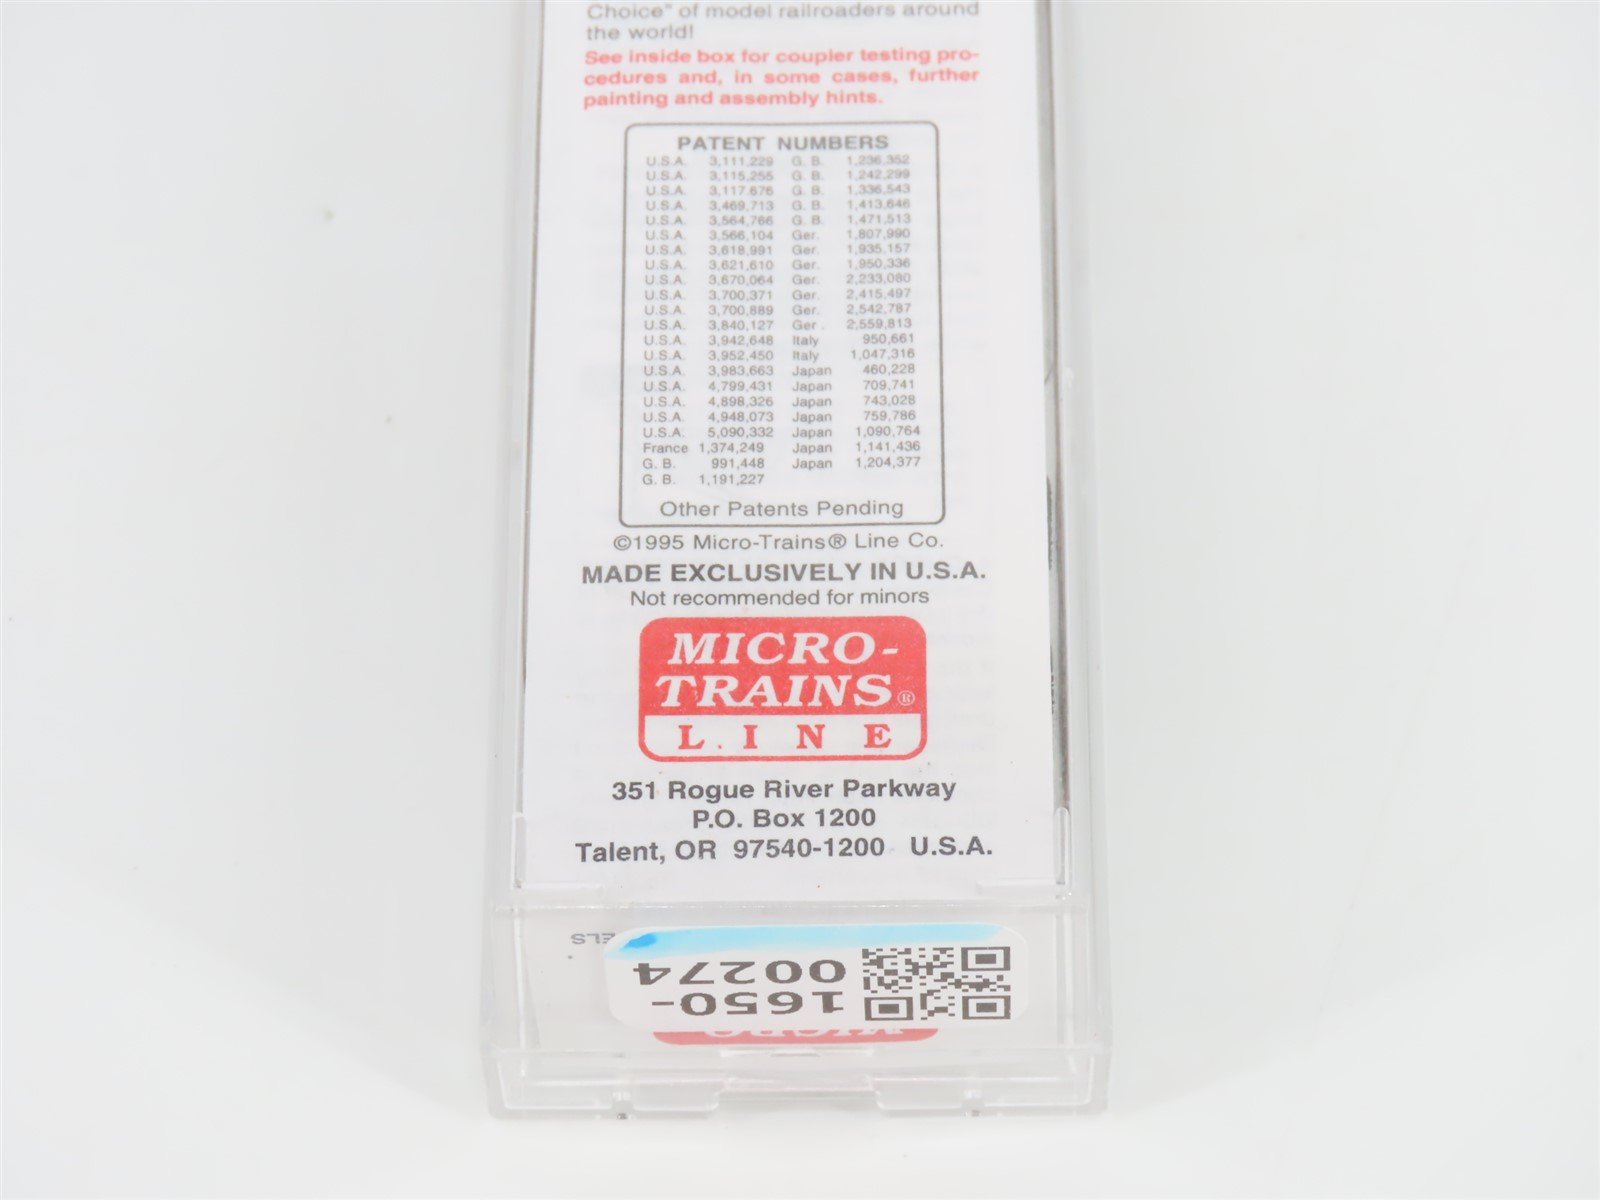 Choice" of model railroaders around
the world!
See inside box for coupler testing pro-
cedures and, in some cases, further
painting and assembly hints.
PATENT NUMBERS
U.S.A. 3,111,229 G. B. 1,236,352
U.S.A. 3,115,255 G. B. 1,242,299
U.S.A. 3,117,676 G. B. 1,336,543
U.S.A. 3,469,713 G. B. 1,413,646
U.S.A. 3,564,766 G. B. 1,471,513
U.S.A. 3,566,104 Ger. 1,807,990
U.S.A. 3,618,991 Ger. 1,935,157
U.S.A. 3,621,610 Ger. 1,950,336
U.S.A. 3,670,064 Ger. 2,233,080
U.S.A. 3,700,371 Ger. 2,415,497
U.S.A. 3,700,889 Ger. 2,542,787
U.S.A. 3,840,127 Ger . 2,559,813
U.S.A. 3,942,648 Italy 950,661
U.S.A. 3,952,450 Italy 1,047,316
U.S.A. 3,983,663 Japan 460,228
U.S.A. 4,799,431 Japan 709,741
U.S.A. 4,898,326 Japan 743,028
U.S.A. 4,948,073 Japan 759,786
U.S.A. 5,090,332 Japan 1,090,764
France 1,374,249 Japan 1,141,436
G. B. 991,448 Japan 1,204,377
G. B. 1,191,227
Other Patents Pending
©1995 Micro-Trains® Line Co.
MADE EXCLUSIVELY IN U.S.A.
Not recommended for minors
MICRO-
TRAINS®
LINE
351 Rogue River Parkway
P.O. Box 1200
Talent, OR 97540-1200 U.S.A.
1650-
00274
MICRO